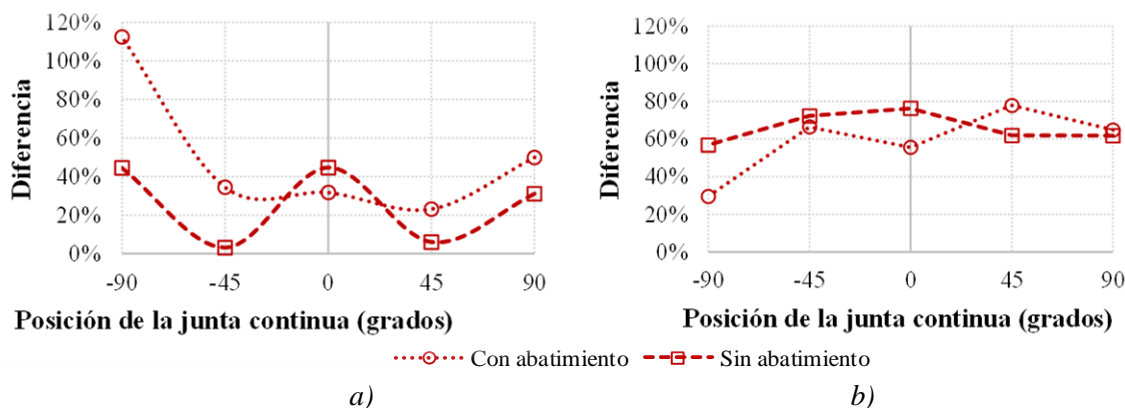 120%
100%
80%
60%
40%
20%
0%
Diferencia
-90 -45 0 45 90
Posición de la junta continua (grados)
120%
100%
80%
60%
40%
20%
0%
Diferencia
-90 -45 0 45 90
Posición de la junta continua (grados)
Con abatimiento Sin abatimiento
a) b)